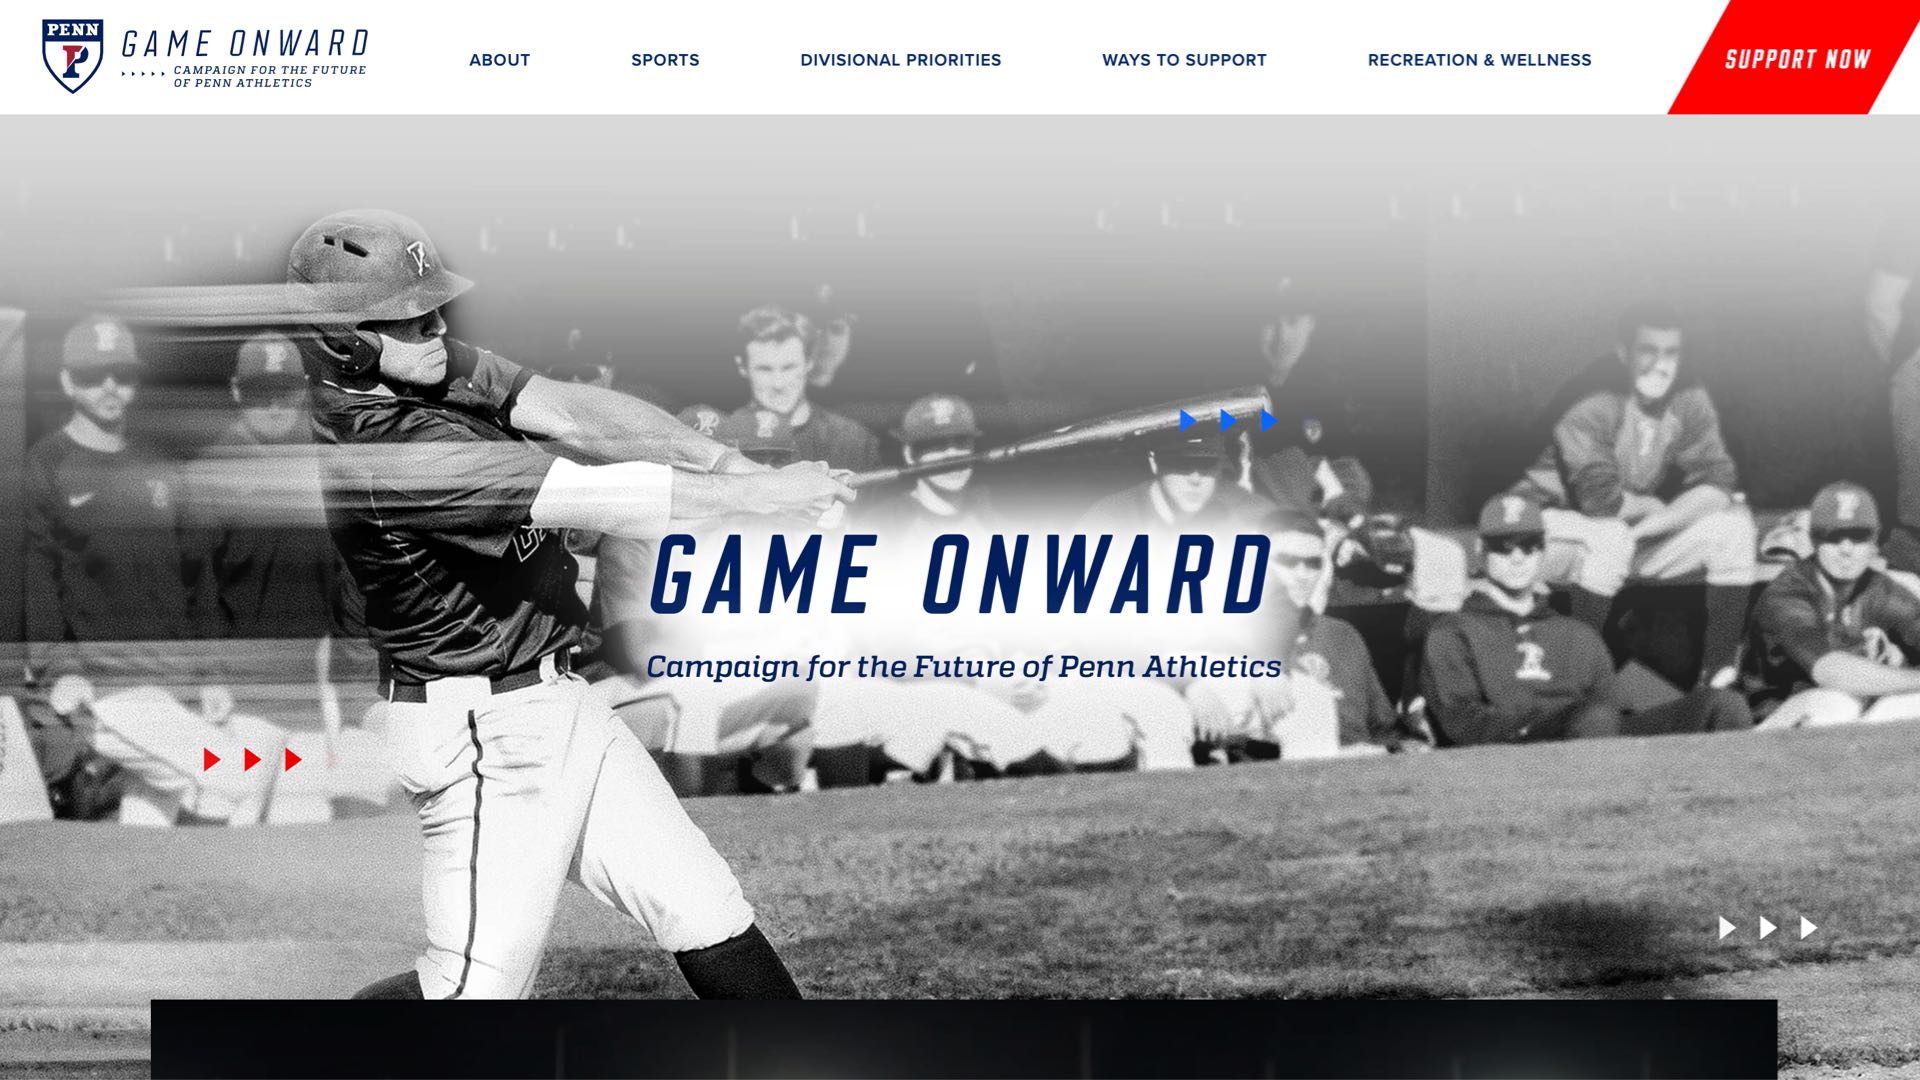 PENN
P
GAME ONWARD
CAMPAIGN FOR THE FUTURE
OF PENN ATHLETICS
ABOUT
SPORTS
DIVISIONAL PRIORITIES
WAYS TO SUPPORT
RECREATION & WELLNESS
SUPPORT NOW
GAME ONWARD
Campaign for the Future of Penn Athletics